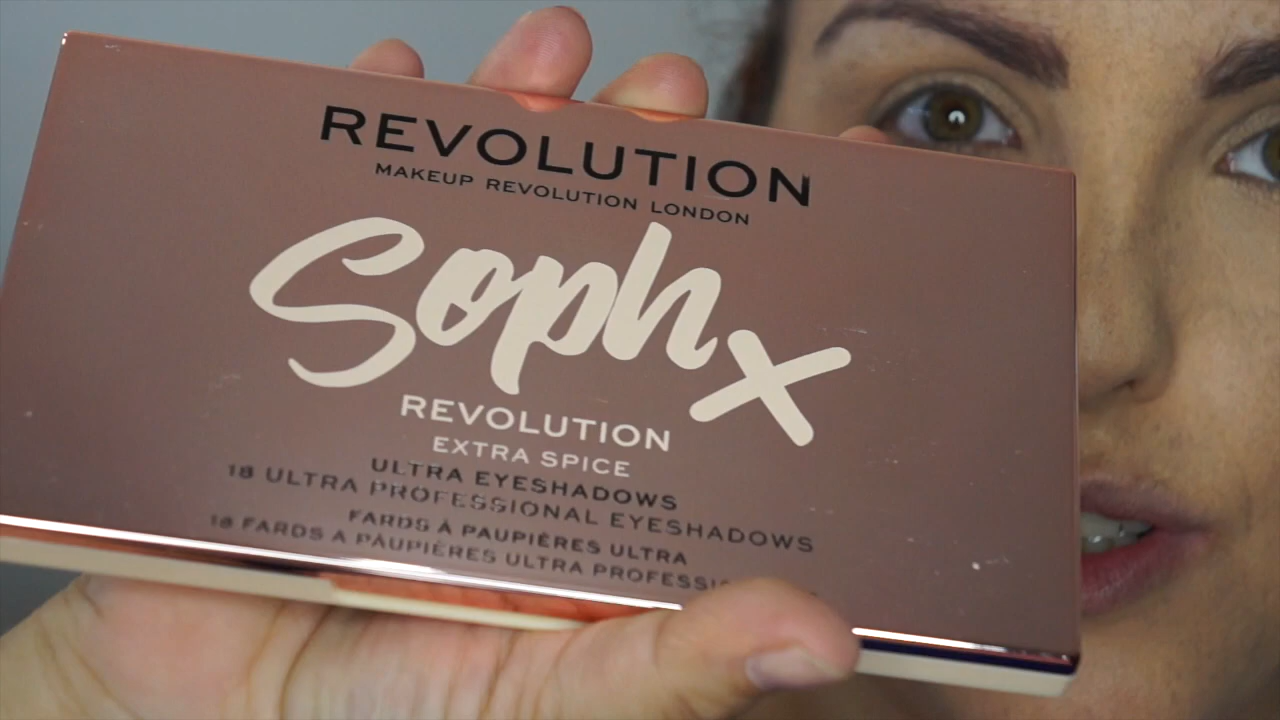 REVOLUTION
MAKEUP REVOLUTION LONDON
Soph x
REVOLUTION
EXTRA SPICE
ULTRA EYESHADOWS
18 ULTRA PROFESSIONAL EYESHADOWS
FARDS À PAUPIÈRES ULTRA
18 FARDS A PAUPIÈRES ULTRA